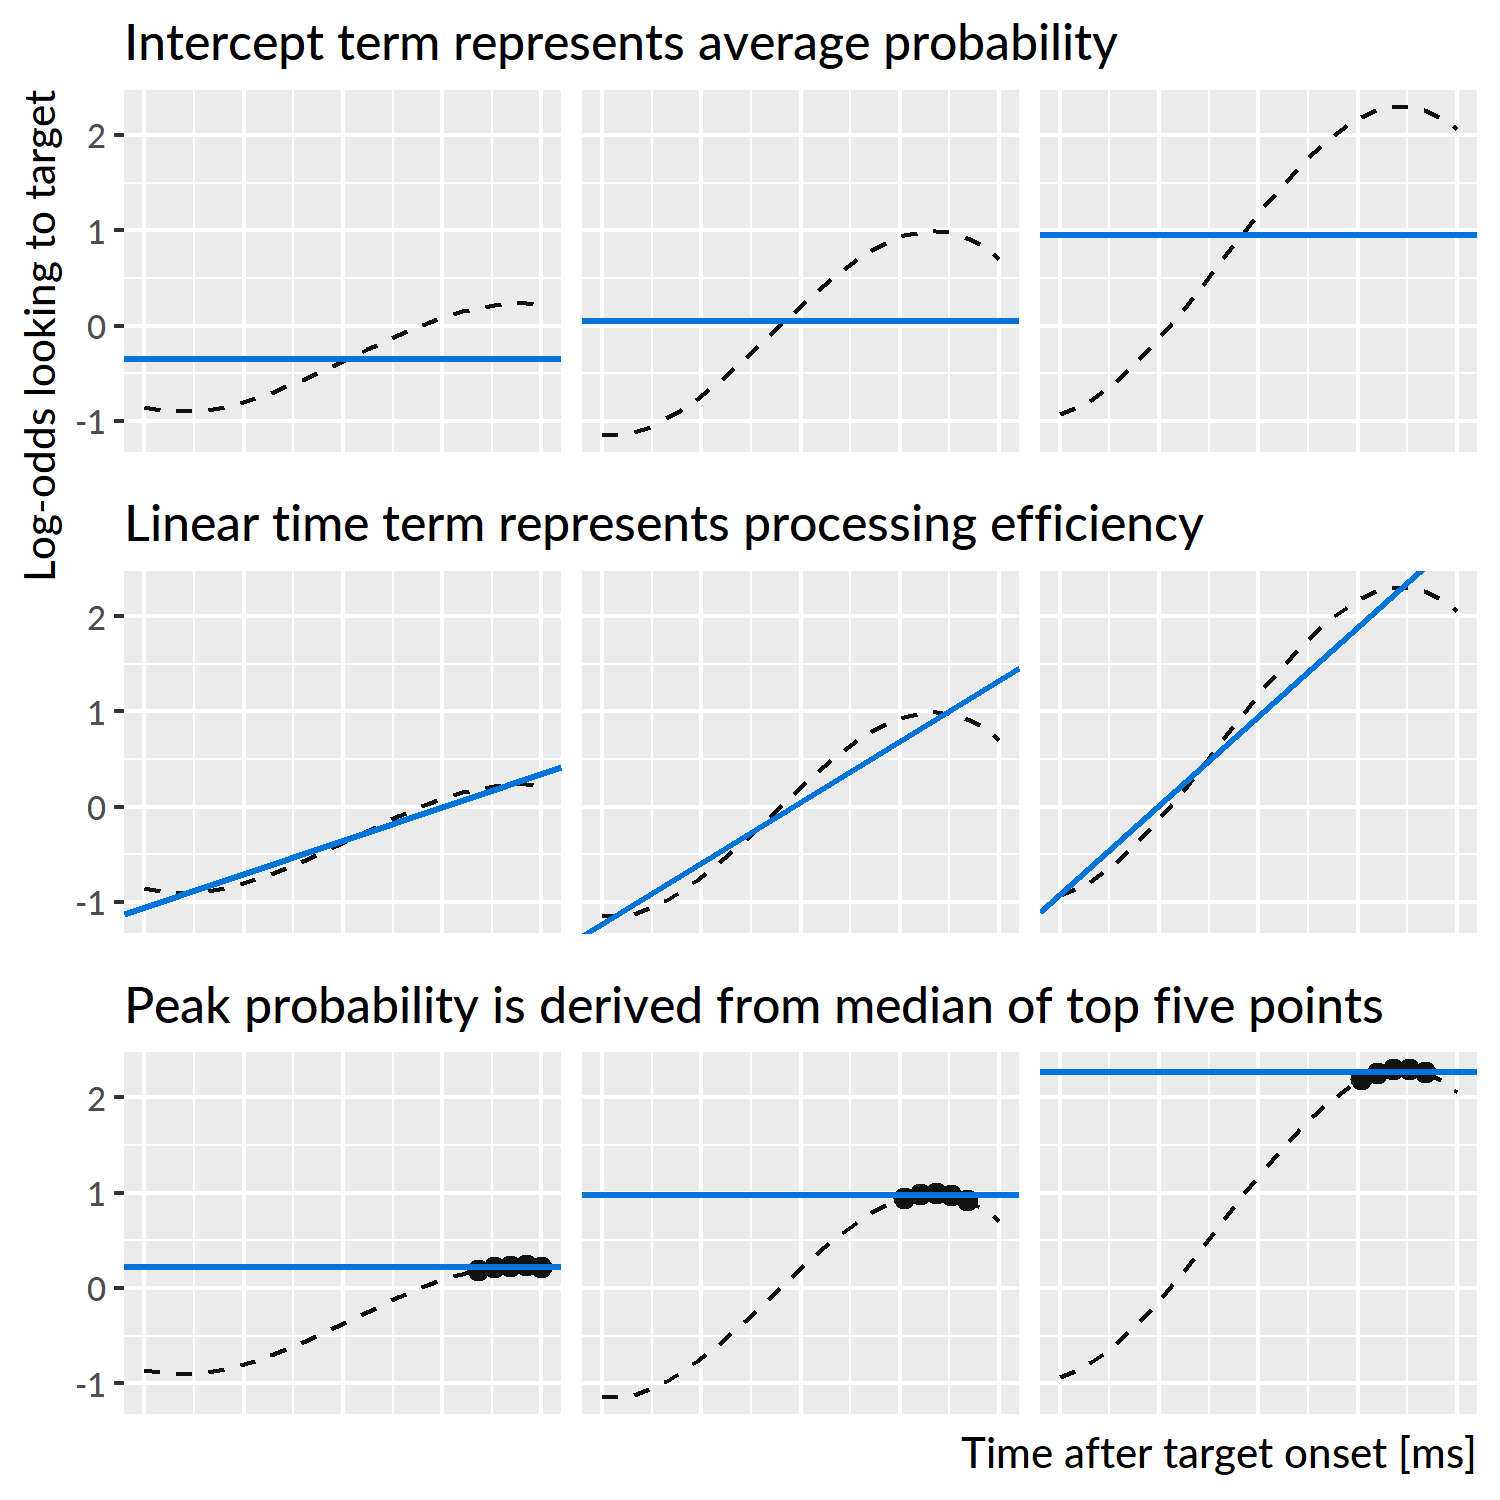 Intercept term represents average probability
Log-odds looking to target
2
1
0
-1
Linear time term represents processing efficiency
2
1
0
-1
Peak probability is derived from median of top five points
2
1
0
-1
Time after target onset [ms]